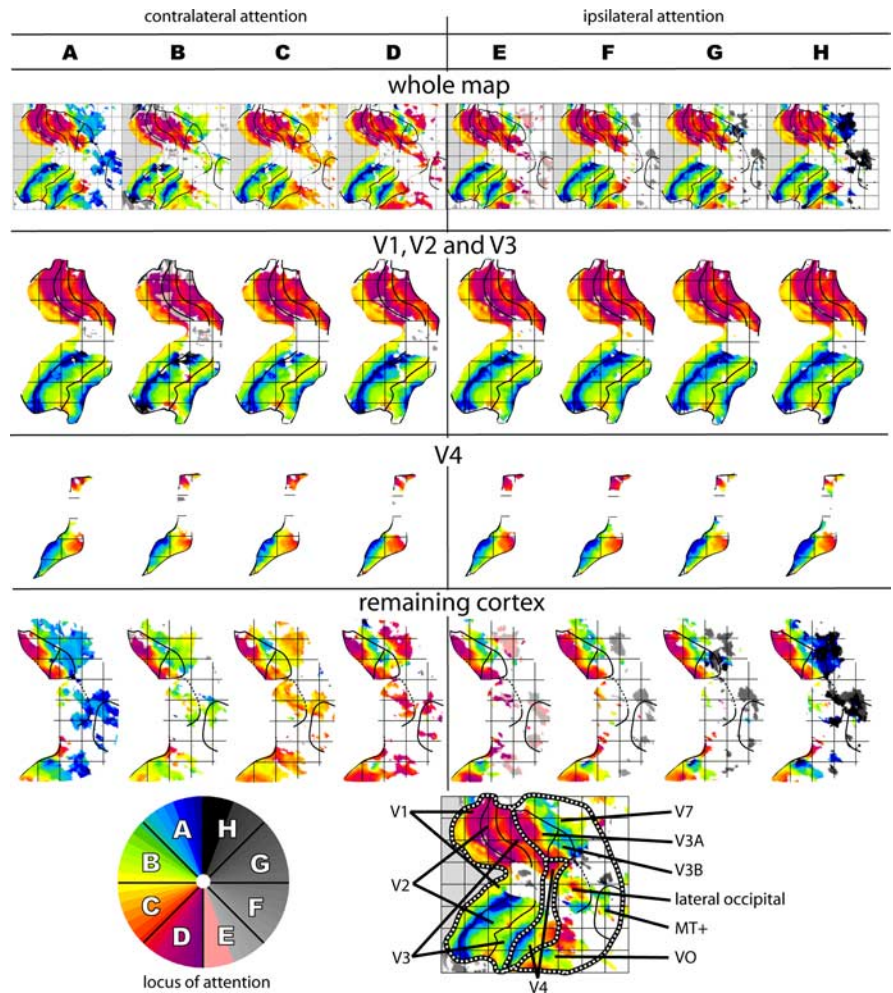 contralateral attention ipsilateral attention
A B C D E F G H
whole map
V1, V2 and V3
V4
remaining cortex
A H
B G
C F
D E
locus of attention
V1
V2
V3
V7
V3A
V3B
lateral occipital
MT+
VO
V4